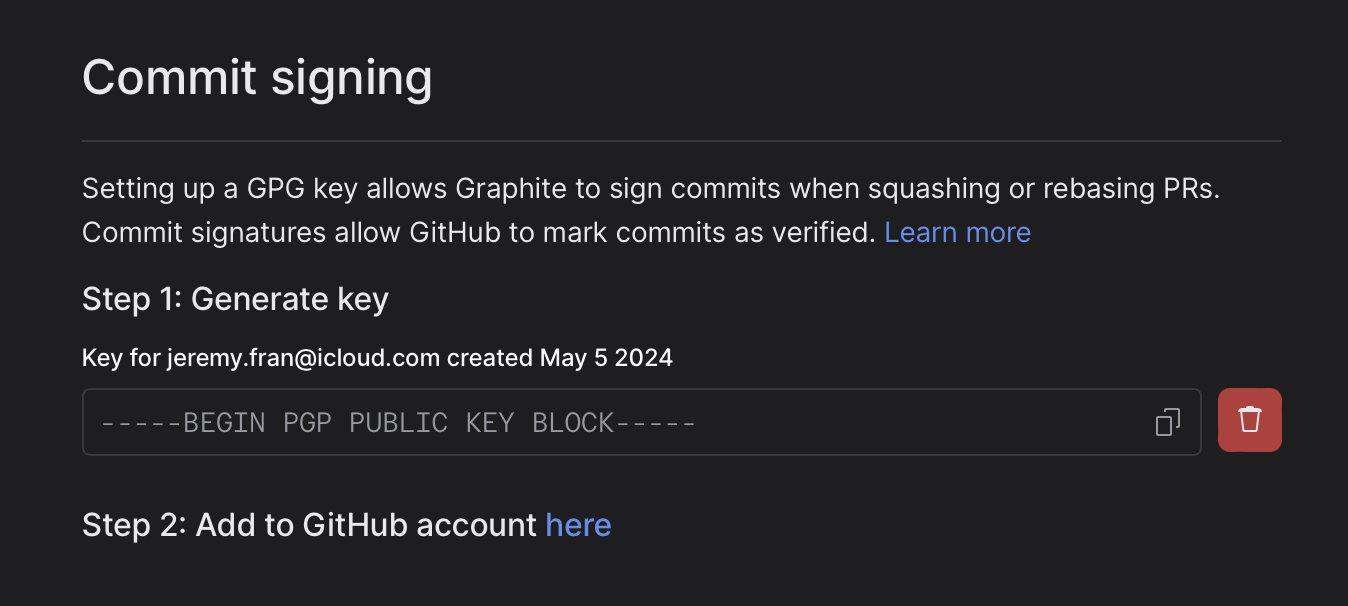 Commit signing
Setting up a GPG key allows Graphite to sign commits when squashing or rebasing PRs.
Commit signatures allow GitHub to mark commits as verified. Learn more
Step 1: Generate key
Key for jeremy.fran@icloud.com created May 5 2024
-----BEGIN PGP PUBLIC KEY BLOCK-----
Step 2: Add to GitHub account here